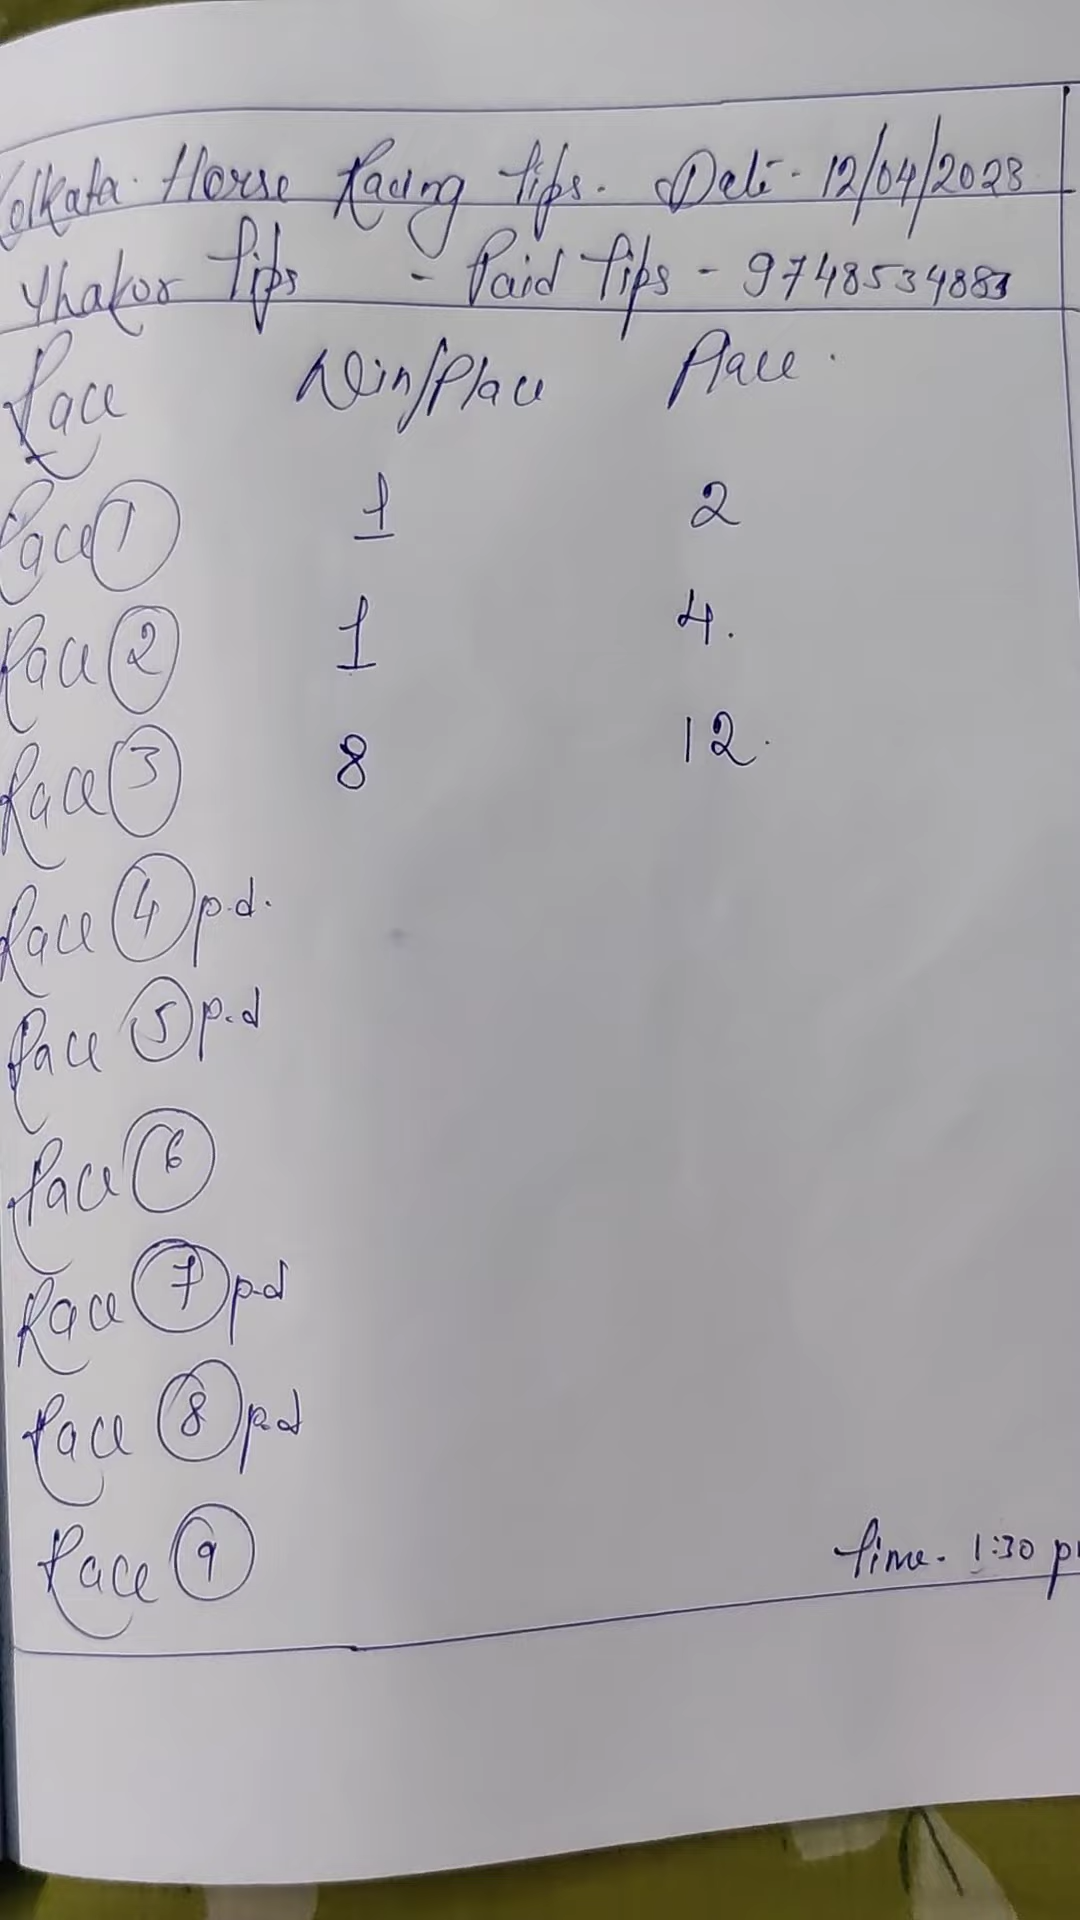 Kolkata. Horse Racing tips. Date - 12/04/2023
Thakor Tips - Paid Tips - 9748534883
Race Win/Place Place.
Race 1 1 2
Race 2 1 4.
Race 3 8 12.
Race 4 p.d.
Race 5 p.d
Race 6
Race 7 p.d
Race 8 p.d
Race 9
Time. 1:30 p